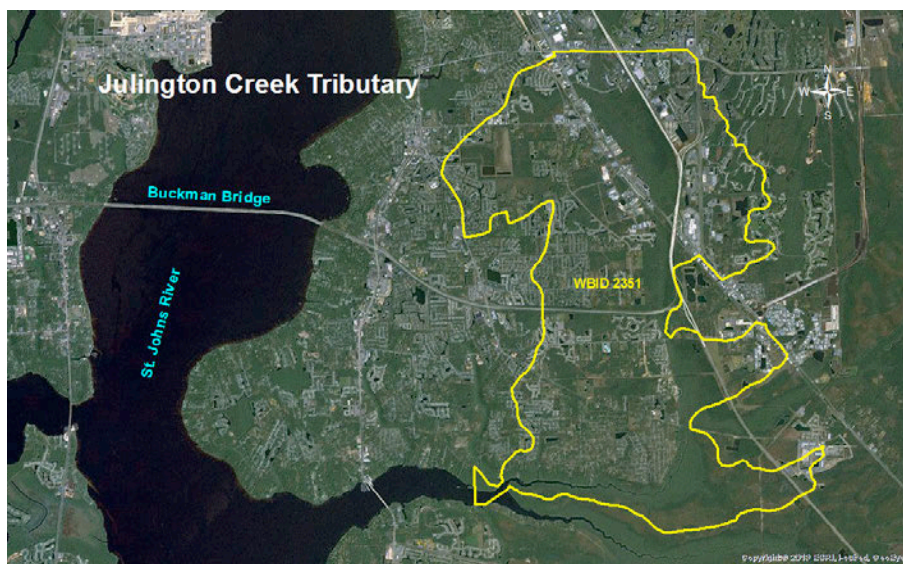 Julington Creek Tributary
N
W E
S
Buckman Bridge
WBID 2351
St. Johns River